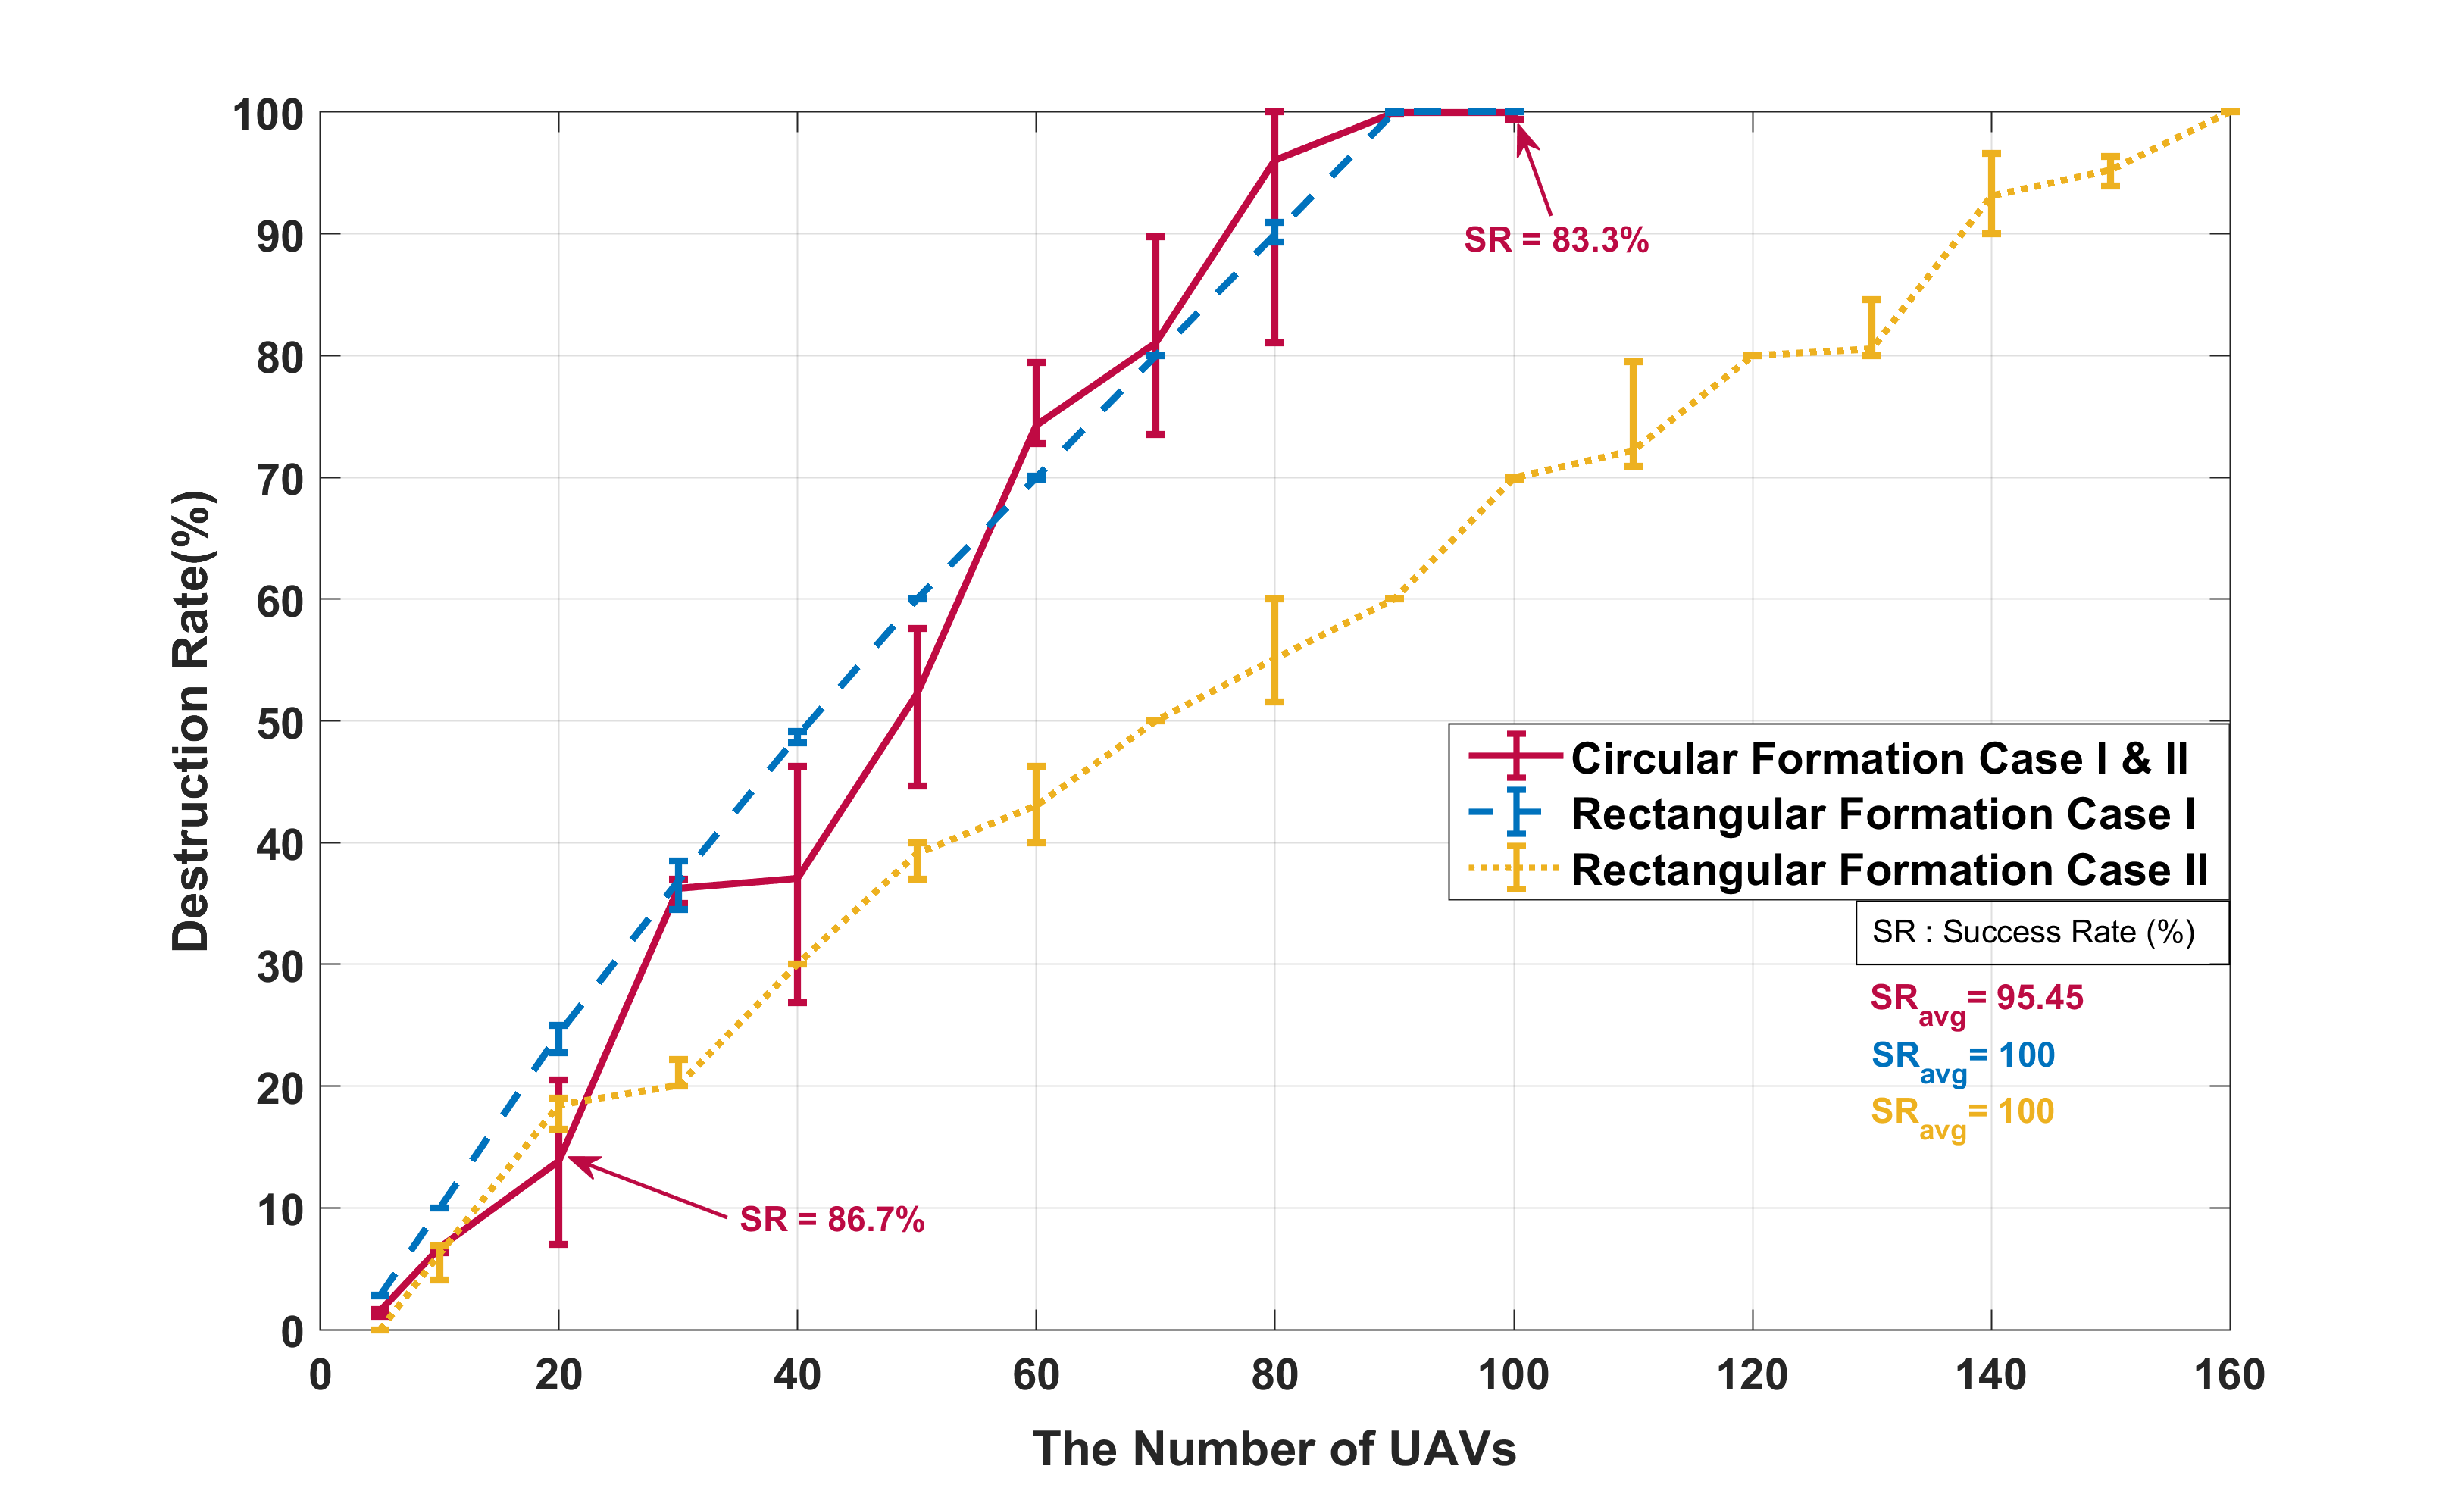 100
90
80
70
60
50
40
30
20
10
0
Destruction Rate(%)
SR = 83.3%
Circular Formation Case I & II
Rectangular Formation Case I
Rectangular Formation Case II
SR : Success Rate (%)
SRavg = 95.45
SRavg = 100
SRavg = 100
SR = 86.7%
0 20 40 60 80 100 120 140 160
The Number of UAVs